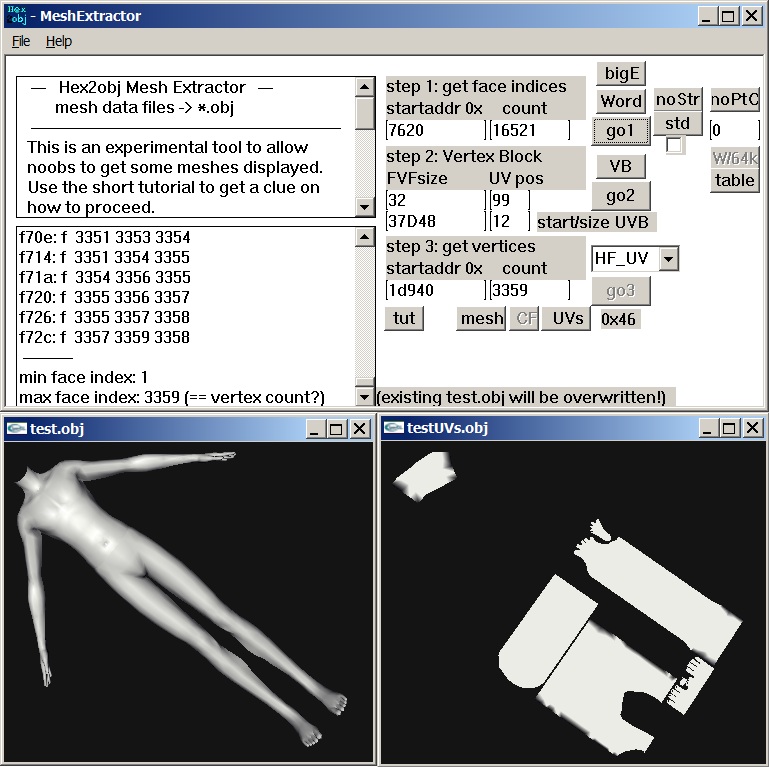 Hex
obj - MeshExtractor
File Help
— Hex2obj Mesh Extractor —
mesh data files -> *.obj
This is an experimental tool to allow
noobs to get some meshes displayed.
Use the short tutorial to get a clue on
how to proceed.
f70e: f 3351 3353 3354
f714: f 3351 3354 3355
f71a: f 3354 3356 3355
f720: f 3355 3356 3357
f726: f 3355 3357 3358
f72c: f 3357 3359 3358
min face index: 1
max face index: 3359 (== vertex count?)
step 1: get face indices
startaddr 0x count
7620 16521
step 2: Vertex Block
FVFsize UV pos
32 99
37D48 12 start/size UVB
step 3: get vertices
startaddr 0x count
1d940 3359
tut mesh CF UVs 0x46
bigE
Word noStr noPtC
go1 std 0
VB W/64k
go2 table
HF_UV
go3
(existing test.obj will be overwritten!)
test.obj
testUVs.obj